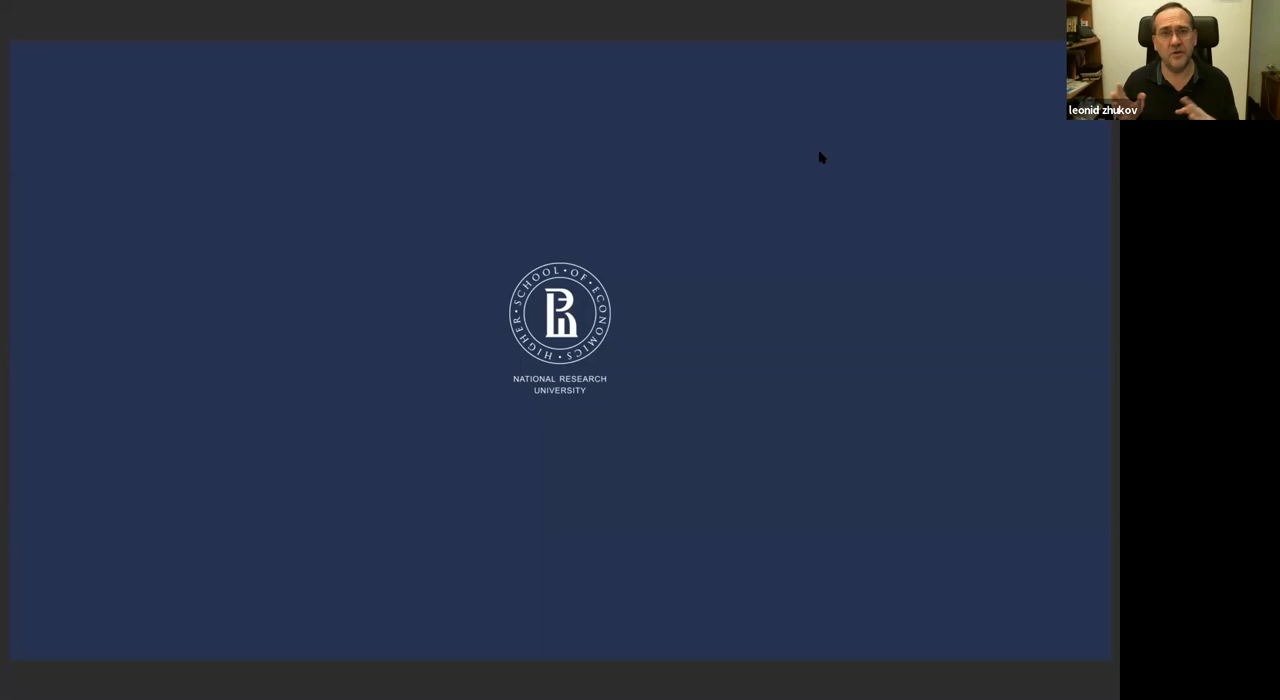 leonid zhukov
HIGHER • SCHOOL • OF • ECONOMICS •
NATIONAL RESEARCH
UNIVERSITY